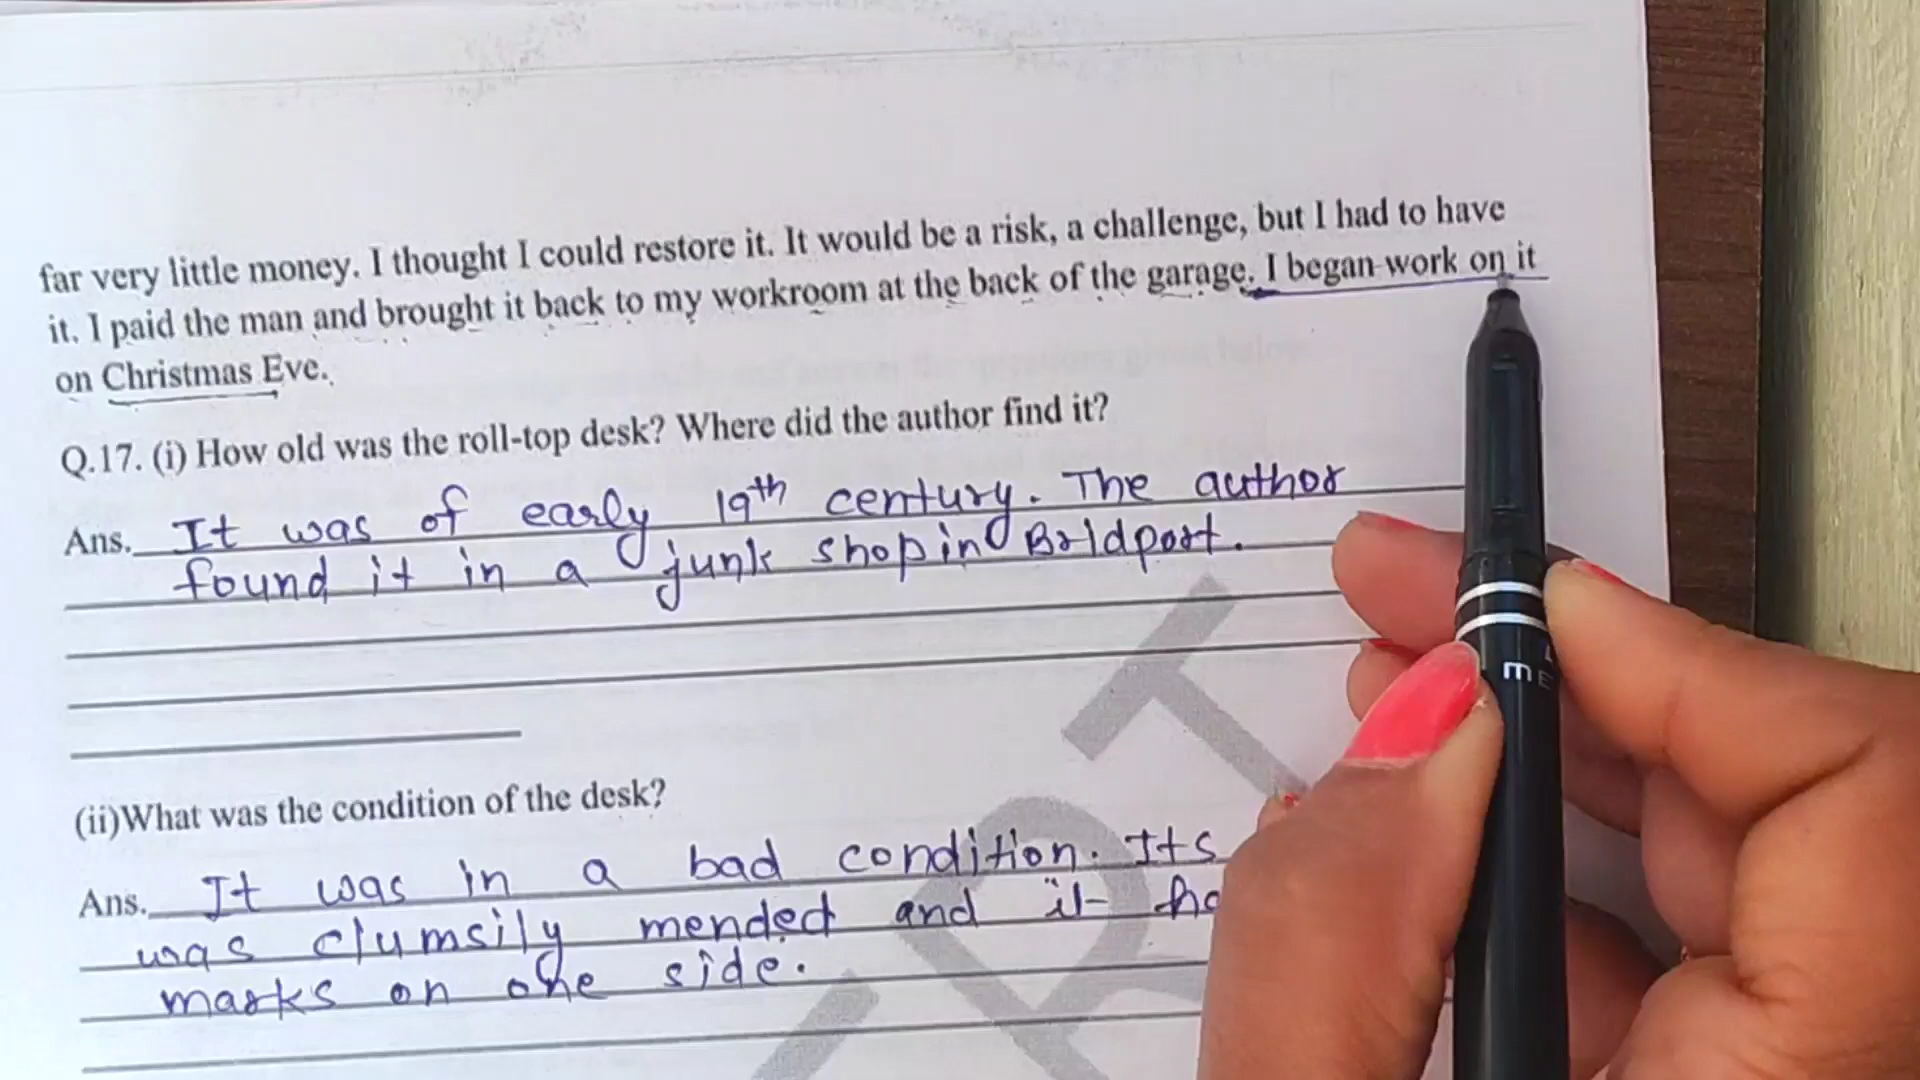 far very little money. I thought I could restore it. It would be a risk, a challenge, but I had to have
it. I paid the man and brought it back to my workroom at the back of the garage. I began work on it
on Christmas Eve.
Q.17. (i) How old was the roll-top desk? Where did the author find it?
Ans. It was of early 19th century. The author
found it in a junk shop in Bridport.
(ii)What was the condition of the desk?
Ans. It was in a bad condition. Its
was clumsily mended and it ha
marks on one side.
ME